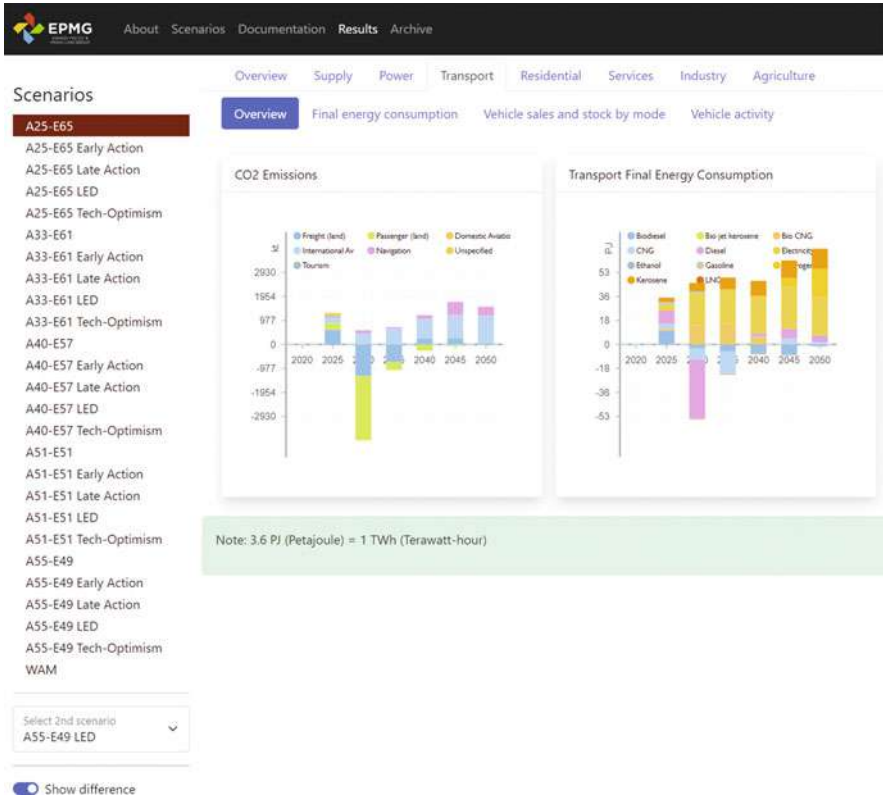 EPMG
About Scenarios Documentation Results Archive
Scenarios
A25-E65
A25-E65 Early Action
A25-E65 Late Action
A25-E65 LED
A25-E65 Tech-Optimism
A33-E61
A33-E61 Early Action
A33-E61 Late Action
A33-E61 LED
A33-E61 Tech-Optimism
A40-E57
A40-E57 Early Action
A40-E57 Late Action
A40-E57 LED
A40-E57 Tech-Optimism
A51-E51
A51-E51 Early Action
A51-E51 Late Action
A51-E51 LED
A51-E51 Tech-Optimism
A55-E49
A55-E49 Early Action
A55-E49 Late Action
A55-E49 LED
A55-E49 Tech-Optimism
WAM
Select 2nd scenario
A55-E49 LED
Show difference
Overview Supply Power Transport Residential Services Industry Agriculture
Overview Final energy consumption Vehicle sales and stock by mode Vehicle activity
CO2 Emissions
Freight (land) Passenger (land) Domestic Aviatio
International Av Navigation Unspecified
Tourism
2930
1954
977
0
-977
-1954
-2930
2020 2025 2040 2045 2050
Transport Final Energy Consumption
PJ
Biodiesel Bio jet kerosene Bio CNG
CNG Diesel Electricity
Ethanol Gasoline
Kerosene LNG
53
36
18
0
-18
-36
-53
2020 2025 2040 2045 2050
Note: 3.6 PJ (Petajoule) = 1 TWh (Terawatt-hour)